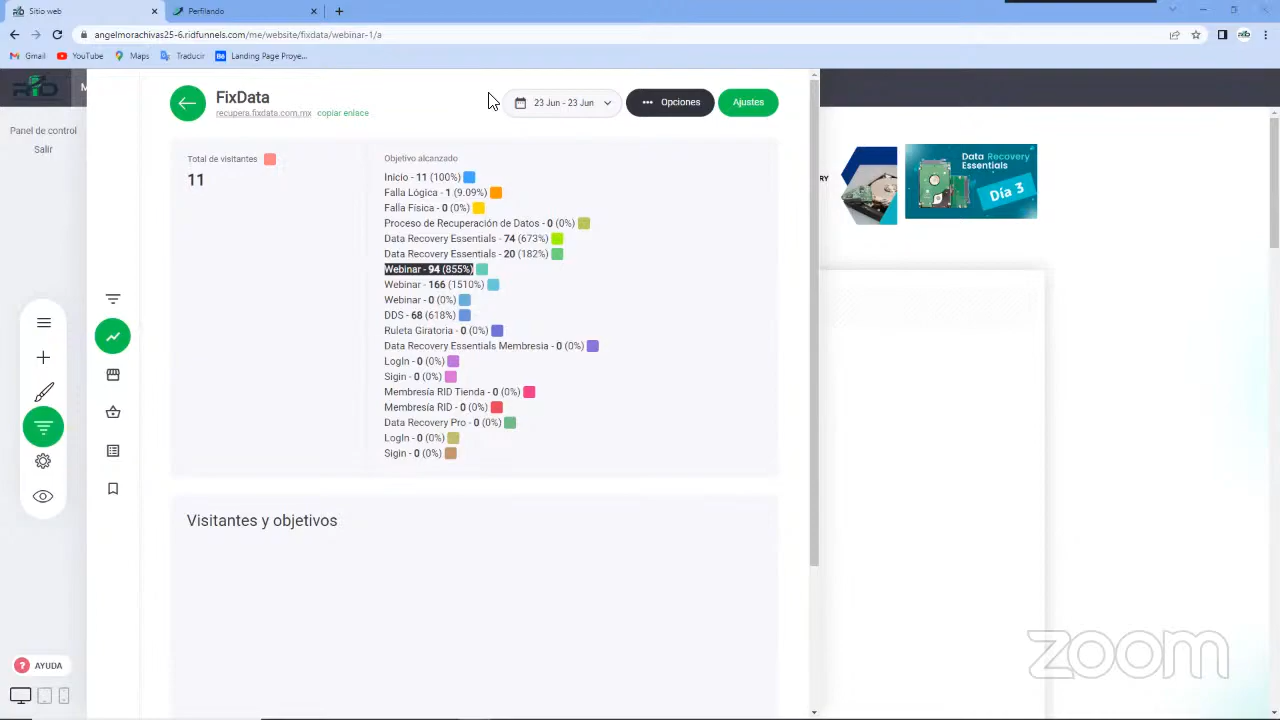 Sitio web
Perfilando
angelmorachivas25-6.ridfunnels.com/me/website/fixdata/webinar-1/a
Gmail
YouTube
Maps
Traducir
Landing Page Proye...
RID
M
Panel de control
Salir
FixData
recupera.fixdata.com.mx copiar enlace
23 Jun - 23 Jun
Opciones
Ajustes
Total de visitantes
11
Objetivo alcanzado
Inicio - 11 (100%)
Falla Lógica - 1 (9.09%)
Falla Física - 0 (0%)
Proceso de Recuperación de Datos - 0 (0%)
Data Recovery Essentials - 74 (673%)
Data Recovery Essentials - 20 (182%)
Webinar - 94 (855%)
Webinar - 166 (1510%)
Webinar - 0 (0%)
DDS - 68 (618%)
Ruleta Giratoria - 0 (0%)
Data Recovery Essentials Membresia - 0 (0%)
LogIn - 0 (0%)
Sigin - 0 (0%)
Membresía RID Tienda - 0 (0%)
Membresía RID - 0 (0%)
Data Recovery Pro - 0 (0%)
LogIn - 0 (0%)
Sigin - 0 (0%)
Visitantes y objetivos
RY
Data Recovery
Essentials
Día 3
? AYUDA
zoom